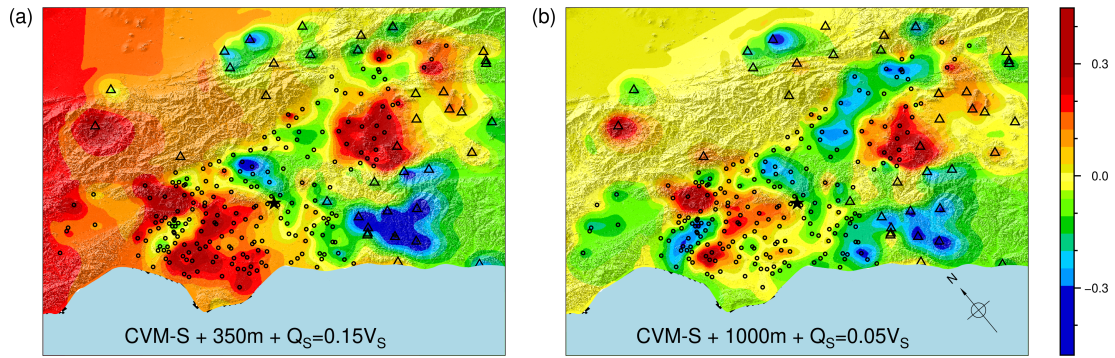 (a)
(b)
CVM-S + 350m + QS=0.15VS
CVM-S + 1000m + QS=0.05VS
N
0.3
0.0
−0.3